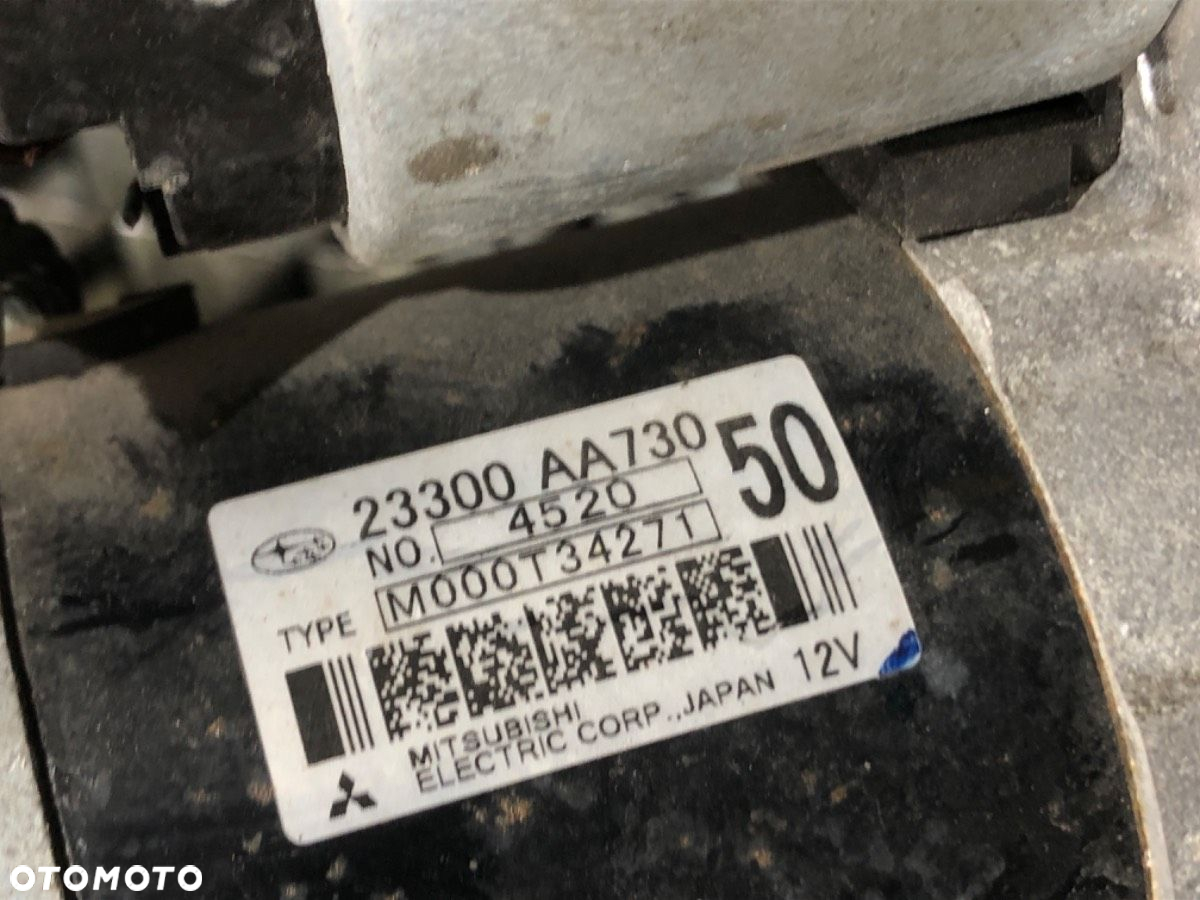 23300 AA730
50
NO. 4520
TYPE M000T34271
MITSUBISHI
ELECTRIC CORP.,JAPAN 12V
OTOMOTO